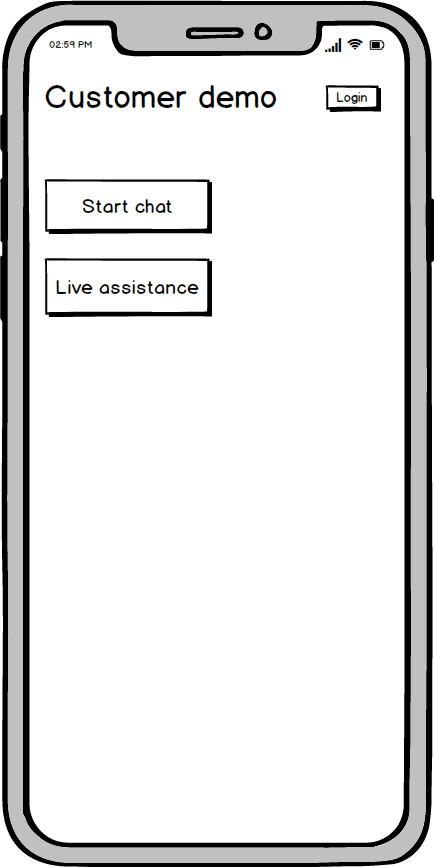 02:59 PM
Customer demo
Login
Start chat
Live assistance